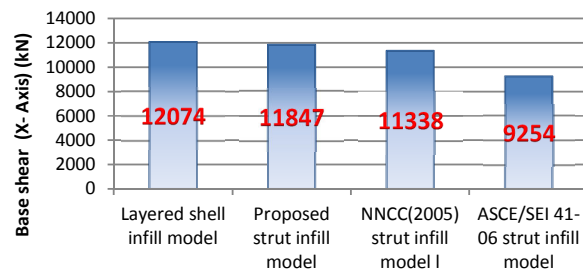 Base shear (X- Axis) (kN)
14000
12000
10000
8000
6000
4000
2000
0
12074
11847
11338
9254
Layered shell
infill model
Proposed
strut infill
model
NNCC(2005)
strut infill
model I
ASCE/SEI 41-
06 strut infill
model